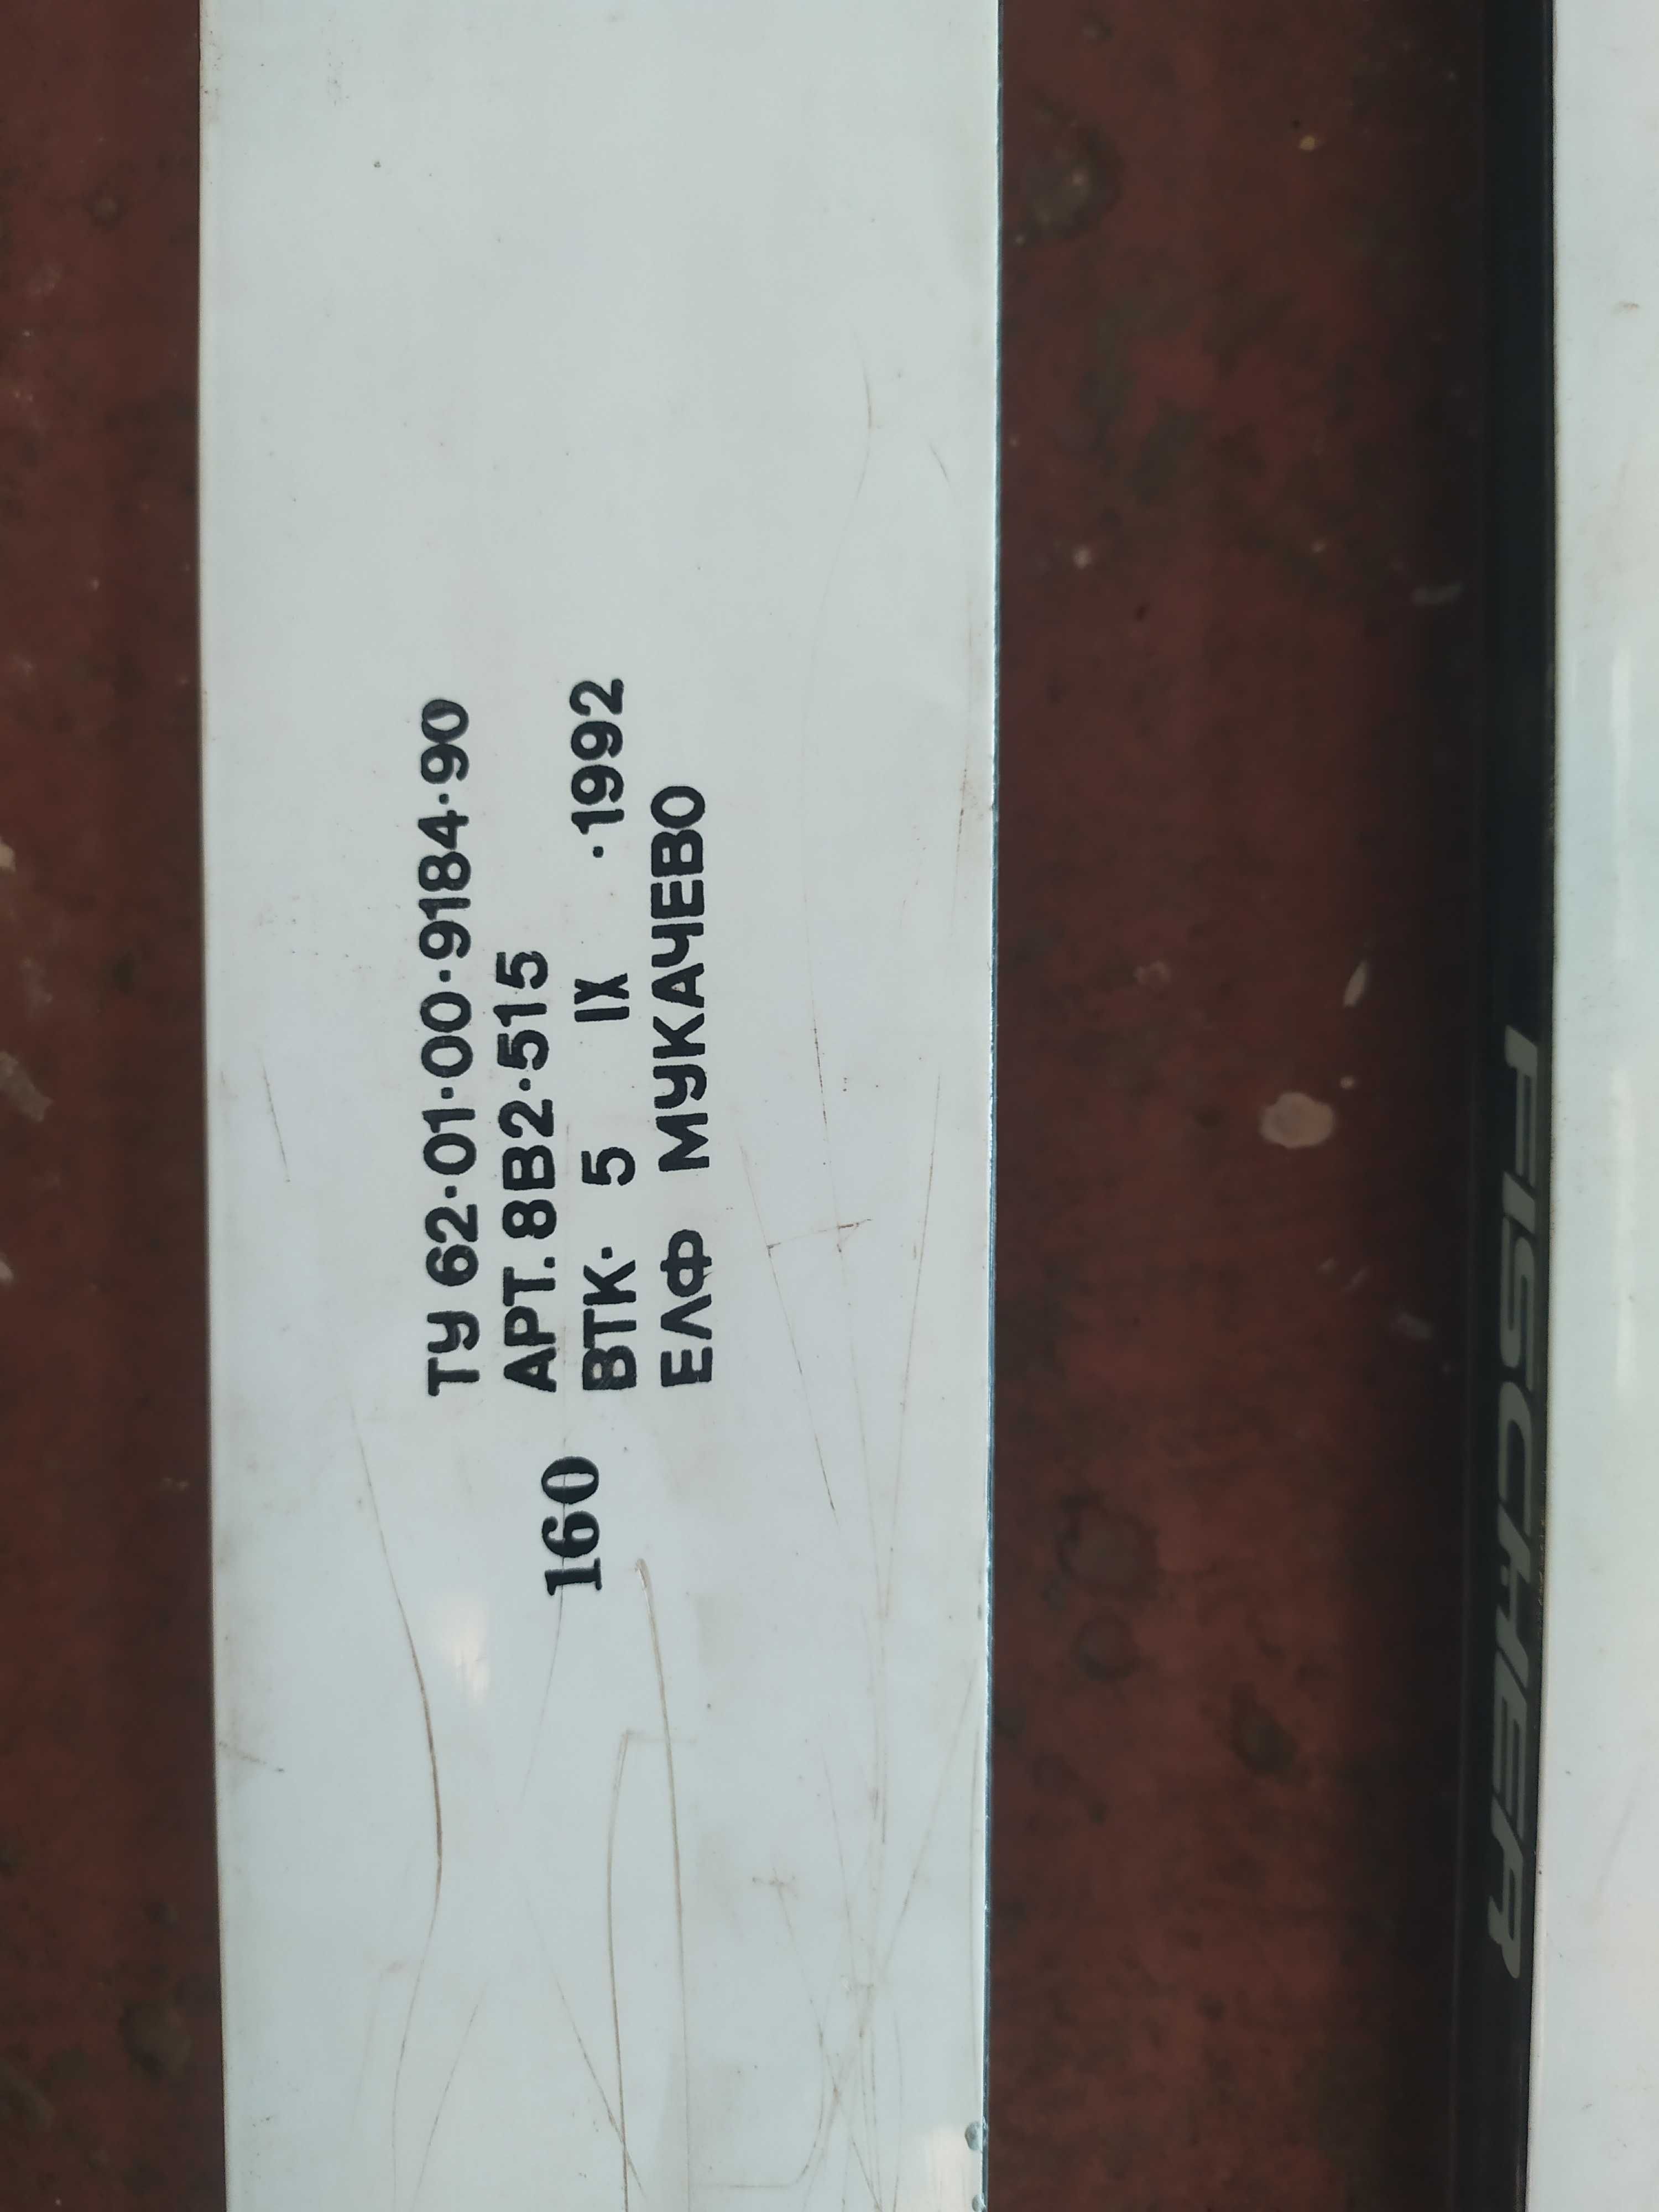 ТУ 62·01·00·9184·90
АРТ. 8В2·515
160 ВТК· 5 IX ·1992
ЕЛФ МУКАЧЕВО
FISCHER